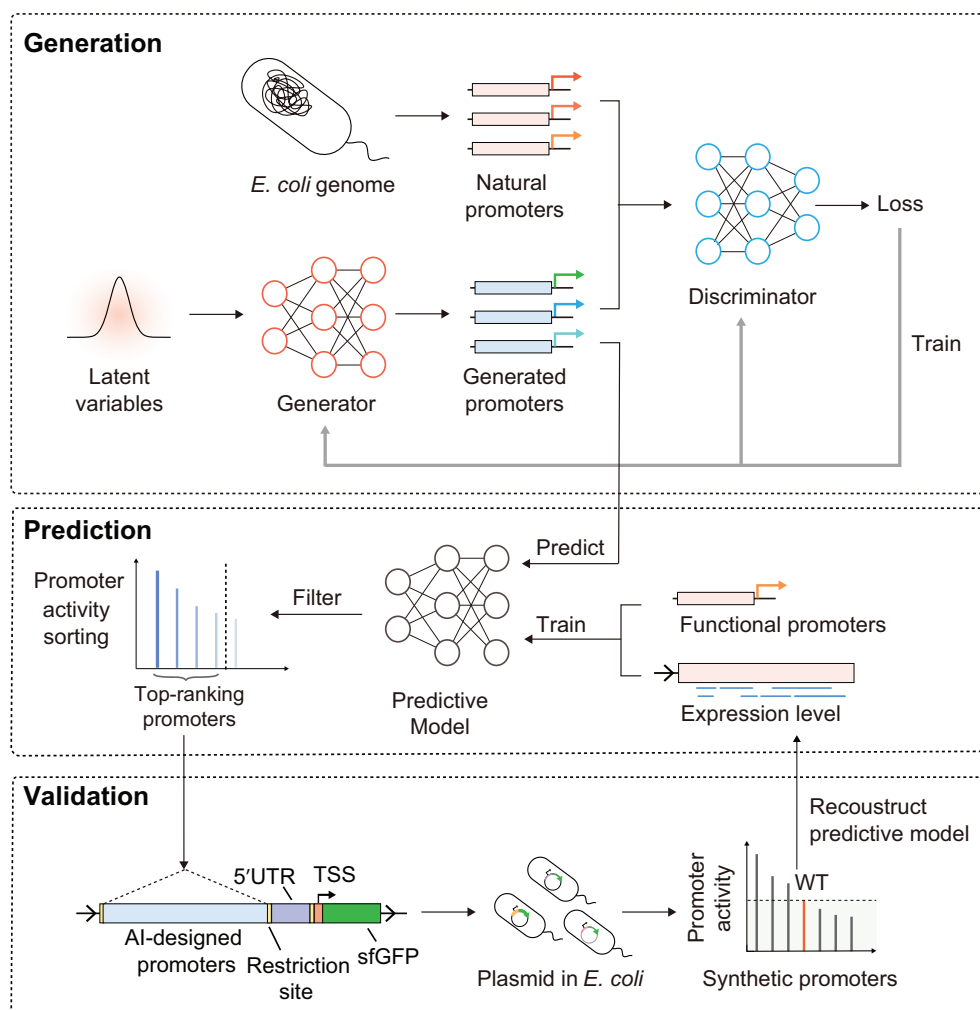 Generation
E. coli genome
Natural
promoters
Loss
Discriminator
Train
Latent
variables
Generator
Generated
promoters
Prediction
Predict
Promoter
activity
sorting
Filter
Train
Functional promoters
Top-ranking
promoters
Predictive
Model
Expression level
Validation
Recoustruct
predictive model
5′UTR
TSS
WT
Promoter
activity
AI-designed
promoters
Restriction
site
sfGFP
Plasmid in E. coli
Synthetic promoters